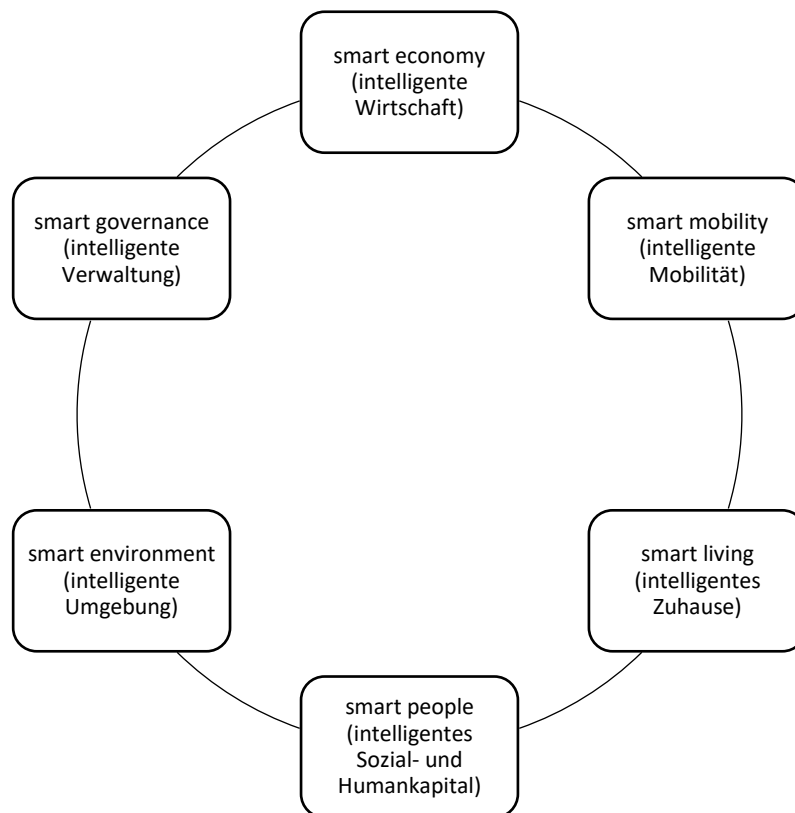 smart economy
(intelligente
Wirtschaft)
smart governance
(intelligente
Verwaltung)
smart mobility
(intelligente
Mobilität)
smart environment
(intelligente
Umgebung)
smart living
(intelligentes
Zuhause)
smart people
(intelligentes
Sozial- und
Humankapital)